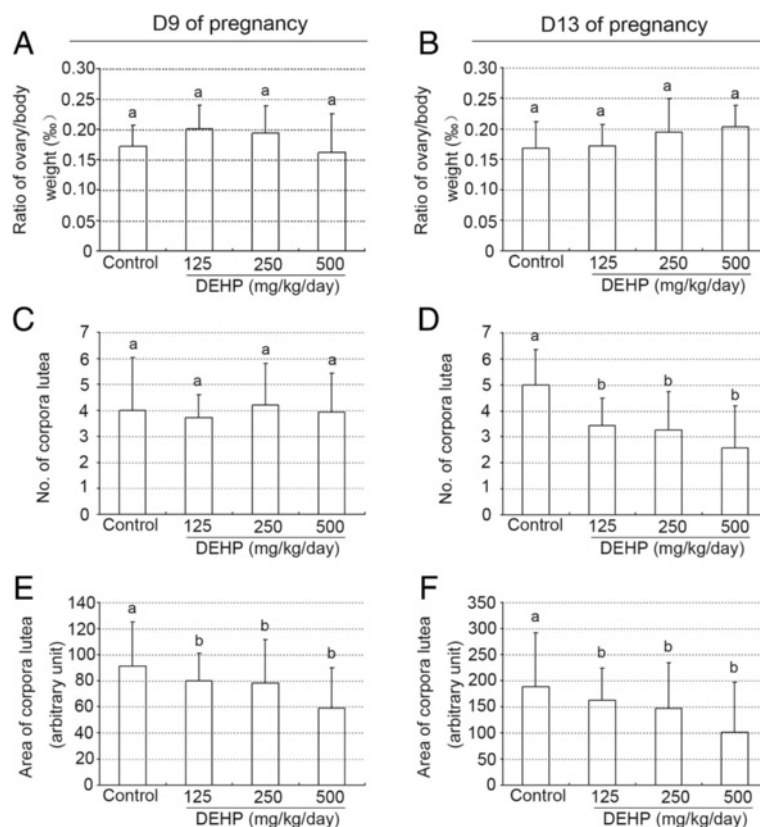 D9 of pregnancy
D13 of pregnancy
A
Ratio of ovary/body
weight (‰)
0.30
0.25
0.20
0.15
0.10
0.05
0
a
a
a
a
Control
125
250
500
DEHP (mg/kg/day)
B
Ratio of ovary/body
weight (‰)
0.30
0.25
0.20
0.15
0.10
0.05
0
a
a
a
a
Control
125
250
500
DEHP (mg/kg/day)
C
No. of corpora lutea
7
6
5
4
3
2
1
0
a
a
a
a
Control
125
250
500
DEHP (mg/kg/day)
D
No. of corpora lutea
7
6
5
4
3
2
1
0
a
b
b
b
Control
125
250
500
DEHP (mg/kg/day)
E
Area of corpora lutea
(arbitrary unit)
140
120
100
80
60
40
20
0
a
b
b
b
Control
125
250
500
DEHP (mg/kg/day)
F
Area of corpora lutea
(arbitrary unit)
350
300
250
200
150
100
50
0
a
b
b
b
Control
125
250
500
DEHP (mg/kg/day)